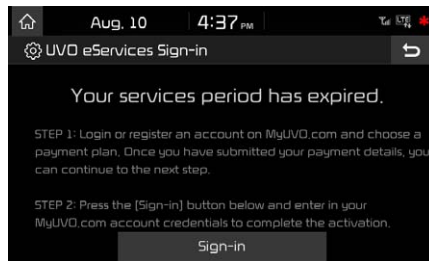 Aug. 10 4:37 PM LTE
UVO eServices Sign-in
Your services period has expired.
STEP 1: Login or register an account on MyUVO.com and choose a
payment plan. Once you have submitted your payment details, you
can continue to the next step.
STEP 2: Press the [Sign-in] button below and enter in your
MyUVO.com account credentials to complete the activation.
Sign-in